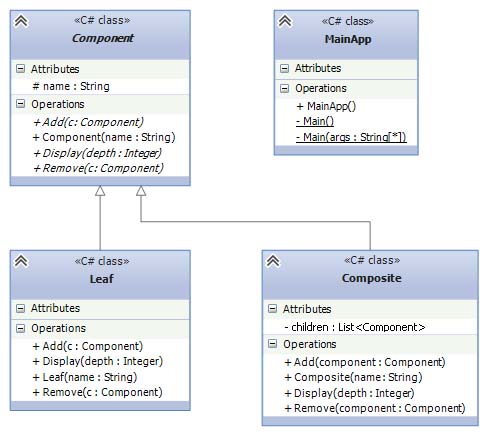 «C# class»
Component
Attributes
# name : String
Operations
+ Add(c: Component)
+ Component(name : String)
+ Display(depth : Integer)
+ Remove(c: Component)
«C# class»
MainApp
Attributes
Operations
+ MainApp()
- Main()
- Main(args : String[*])
«C# class»
Leaf
Attributes
Operations
+ Add(c : Component)
+ Display(depth : Integer)
+ Leaf(name : String)
+ Remove(c : Component)
«C# class»
Composite
Attributes
- children : List<Component>
Operations
+ Add(component : Component)
+ Composite(name : String)
+ Display(depth : Integer)
+ Remove(component : Component)